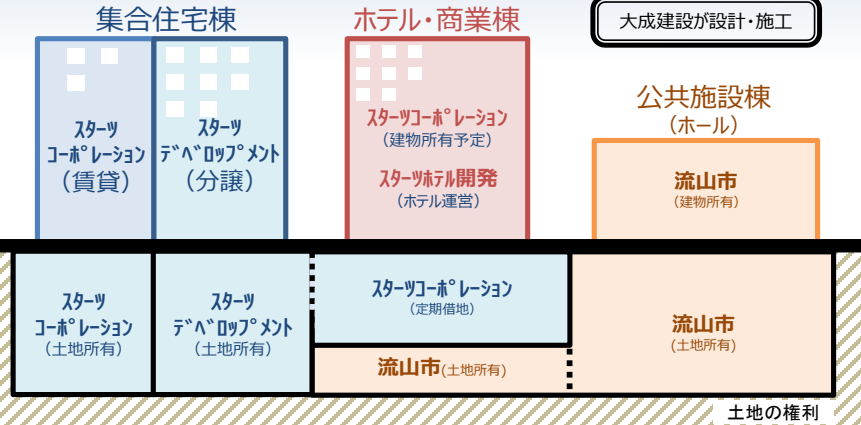 集合住宅棟
ホテル・商業棟
大成建設が設計・施工
公共施設棟
(ホール)
ｽﾀｰﾂ
ｺｰﾎﾟﾚｰｼｮﾝ
(賃貸)
ｽﾀｰﾂ
ﾃﾞﾍﾞﾛｯﾌﾟﾒﾝﾄ
(分譲)
ｽﾀｰﾂｺｰﾎﾟﾚｰｼｮﾝ
(建物所有予定)
ｽﾀｰﾂﾎﾃﾙ開発
(ホテル運営)
流山市
(建物所有)
ｽﾀｰﾂ
ｺｰﾎﾟﾚｰｼｮﾝ
(土地所有)
ｽﾀｰﾂ
ﾃﾞﾍﾞﾛｯﾌﾟﾒﾝﾄ
(土地所有)
ｽﾀｰﾂｺｰﾎﾟﾚｰｼｮﾝ
(定期借地)
流山市(土地所有)
流山市
(土地所有)
土地の権利